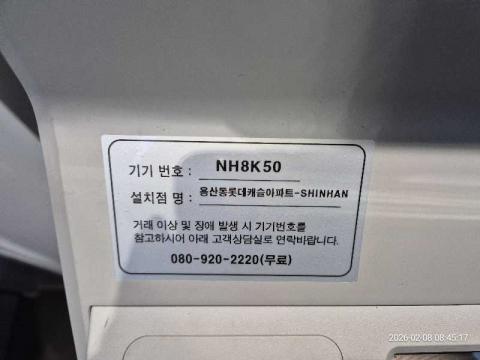 기기 번호 : NH8K50
설치점 명 : 용산동롯데캐슬아파트-SHINHAN
거래 이상 및 장애 발생 시 기기번호를
참고하시어 아래 고객상담실로 연락바랍니다.
080-920-2220(무료)
2026-02-08 08:45:17